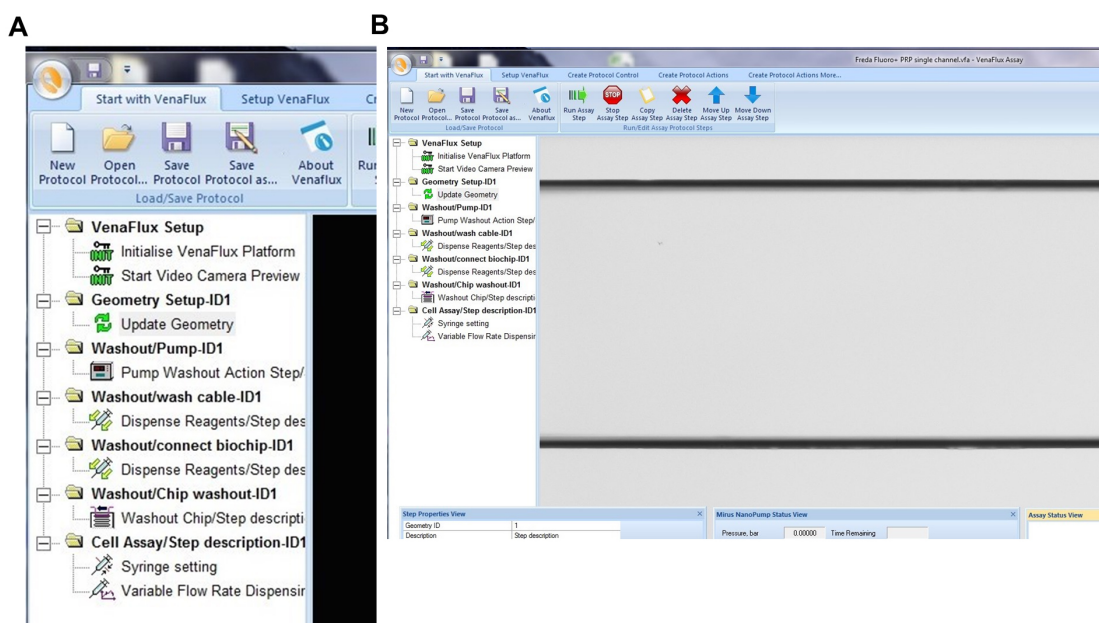 A
Start with VenaFlux Setup VenaFlux
New Protocol Open Protocol... Save Protocol Save Protocol as... About Venaflux
Load/Save Protocol
VenaFlux Setup
Initialise VenaFlux Platform
Start Video Camera Preview
Geometry Setup-ID1
Update Geometry
Washout/Pump-ID1
Pump Washout Action Step/
Washout/wash cable-ID1
Dispense Reagents/Step des
Washout/connect biochip-ID1
Dispense Reagents/Step des
Washout/Chip washout-ID1
Washout Chip/Step descripti
Cell Assay/Step description-ID1
Syringe setting
Variable Flow Rate Dispensir
B
Freda Fluoro+ PRP single channel.vfa - VenaFlux Assay
Start with VenaFlux Setup VenaFlux Create Protocol Control Create Protocol Actions Create Protocol Actions More...
New Protocol Open Protocol... Save Protocol Save Protocol as... About Venaflux Run Assay Step Stop Assay Step Copy Assay Step Delete Assay Step Move Up Assay Step Move Down Assay Step
Load/Save Protocol Run/Edit Assay Protocol Steps
VenaFlux Setup
Initialise VenaFlux Platform
Start Video Camera Preview
Geometry Setup-ID1
Update Geometry
Washout/Pump-ID1
Pump Washout Action Step/
Washout/wash cable-ID1
Dispense Reagents/Step des
Washout/connect biochip-ID1
Dispense Reagents/Step des
Washout/Chip washout-ID1
Washout Chip/Step descripti
Cell Assay/Step description-ID1
Syringe setting
Variable Flow Rate Dispensir
Step Properties View Mirus NanoPump Status View Assay Status View
Geometry ID 1
Description Step description
Pressure, bar 0.00000 Time Remaining